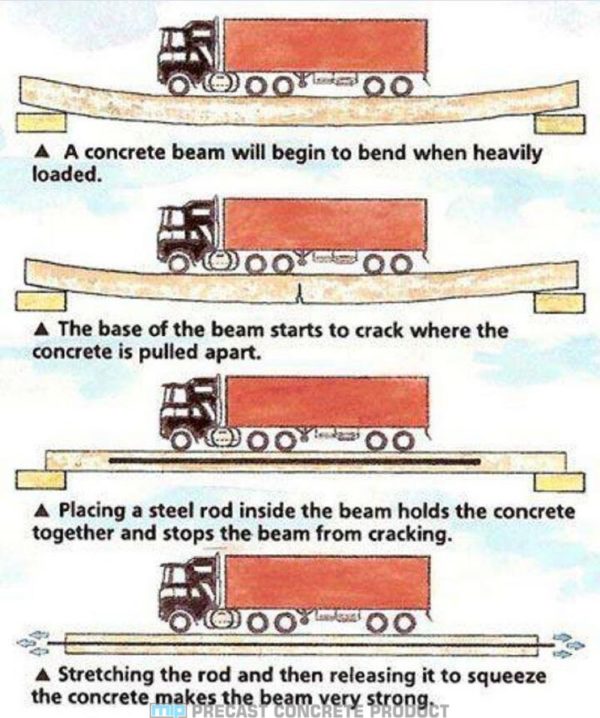 ▲ A concrete beam will begin to bend when heavily
loaded.
▲ The base of the beam starts to crack where the
concrete is pulled apart.
▲ Placing a steel rod inside the beam holds the concrete
together and stops the beam from cracking.
▲ Stretching the rod and then releasing it to squeeze
the concrete makes the beam very strong.
PRECAST CONCRETE PRODUCT